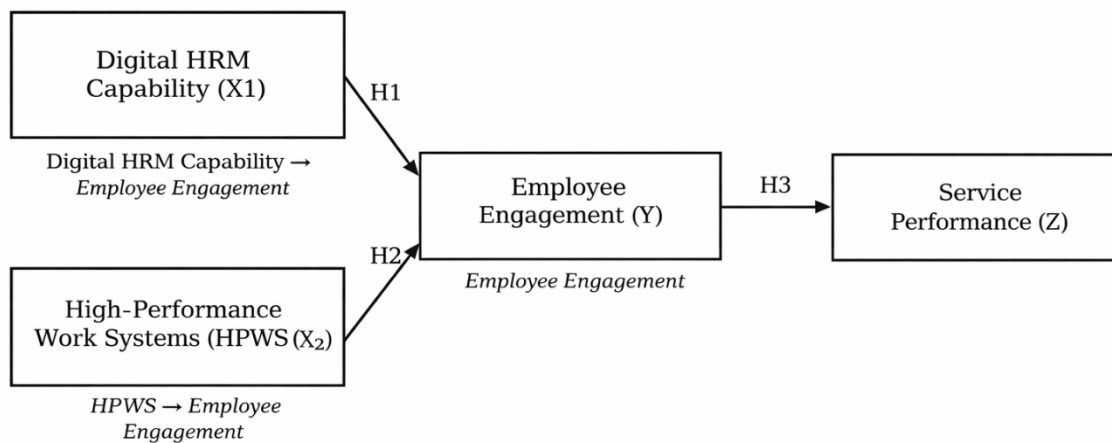 Digital HRM
Capability (X1)
H1
Digital HRM Capability →
Employee Engagement
Employee
Engagement (Y)
H3
Service
Performance (Z)
H2
Employee Engagement
High-Performance
Work Systems (HPWS (X₂)
HPWS → Employee
Engagement